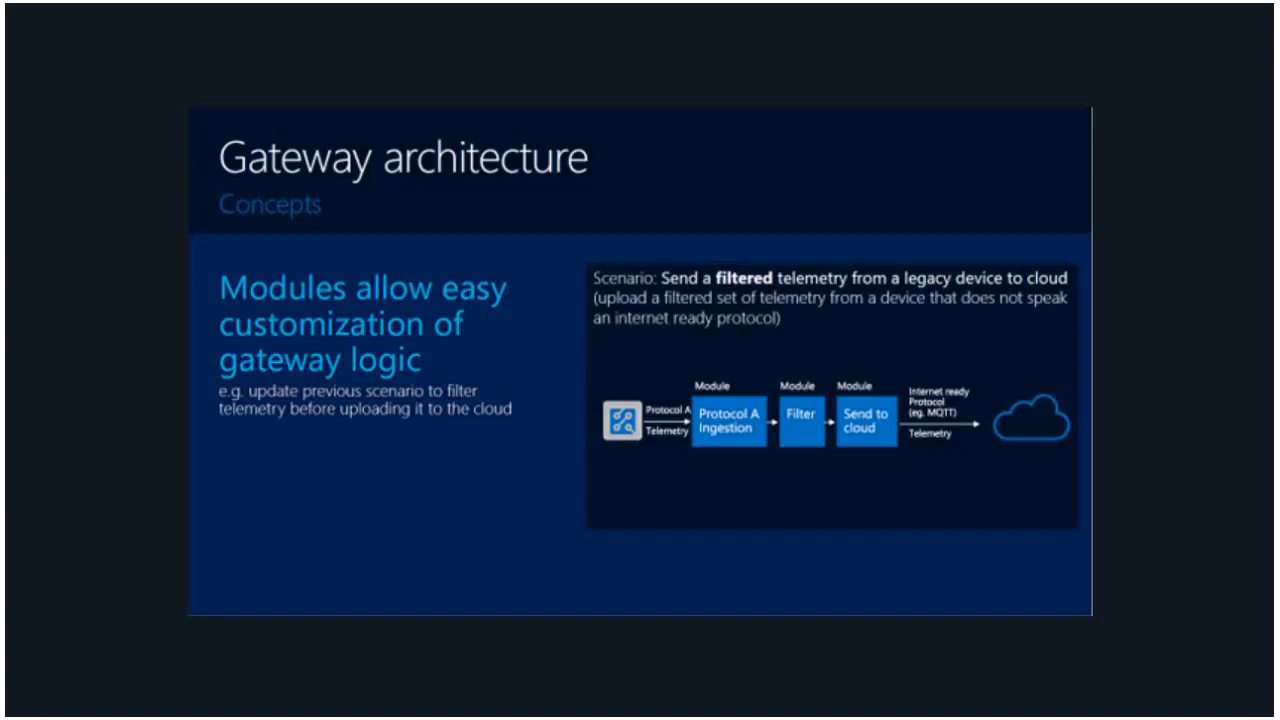 Gateway architecture
Concepts
Modules allow easy
customization of
gateway logic
e.g. update previous scenario to filter
telemetry before uploading it to the cloud
Scenario: Send a filtered telemetry from a legacy device to cloud
(upload a filtered set of telemetry from a device that does not speak
an internet ready protocol)
Protocol A
Telemetry
Module
Protocol A
Ingestion
Module
Filter
Module
Send to
cloud
Internet ready
Protocol
(eg. MQTT)
Telemetry